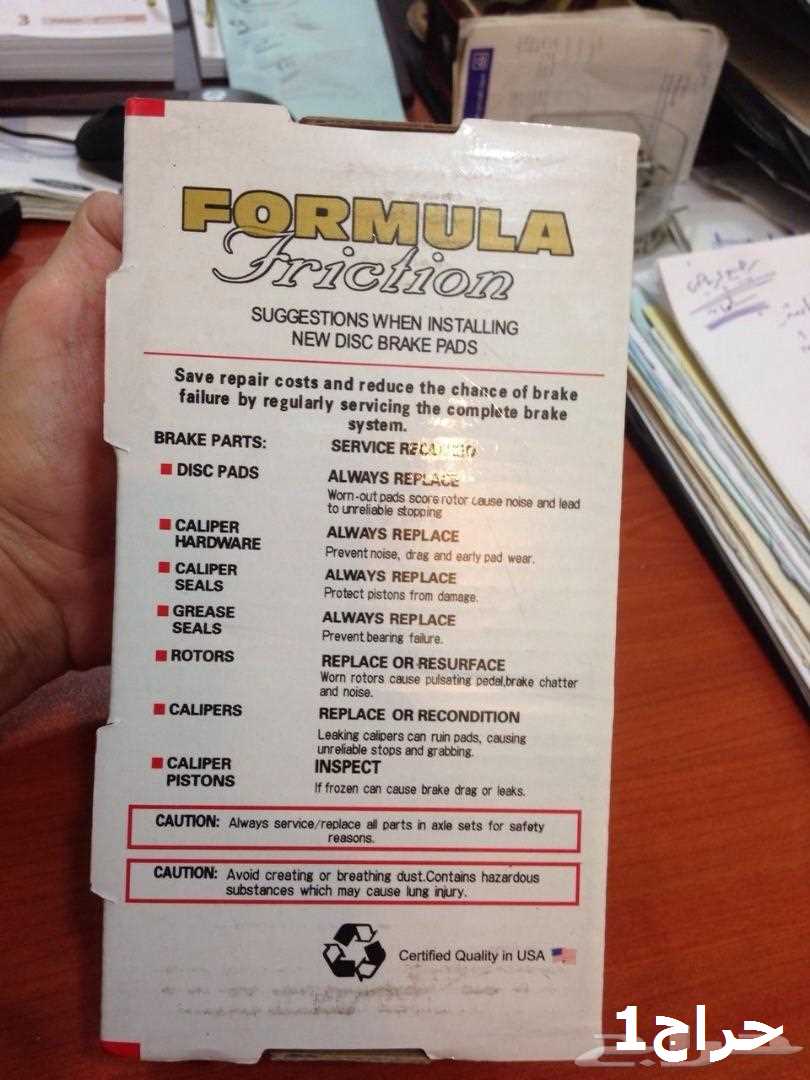 3
FORMULA
Friction
SUGGESTIONS WHEN INSTALLING
NEW DISC BRAKE PADS
Save repair costs and reduce the chance of brake
failure by regularly servicing the complete brake
system.
BRAKE PARTS: SERVICE REQUIRED
DISC PADS ALWAYS REPLACE
Worn-out pads score rotor cause noise and lead
to unreliable stopping
CALIPER
HARDWARE
ALWAYS REPLACE
Prevent noise, drag and early pad wear.
CALIPER
SEALS
ALWAYS REPLACE
Protect pistons from damage.
GREASE
SEALS
ALWAYS REPLACE
Prevent bearing failure.
ROTORS REPLACE OR RESURFACE
Worn rotors cause pulsating pedal,brake chatter
and noise.
CALIPERS REPLACE OR RECONDITION
Leaking calipers can ruin pads, causing
unreliable stops and grabbing.
CALIPER
PISTONS
INSPECT
If frozen can cause brake drag or leaks.
CAUTION: Always service/replace all parts in axle sets for safety
reasons.
CAUTION: Avoid creating or breathing dust.Contains hazardous
substances which may cause lung injury.
Certified Quality in USA
حراج1